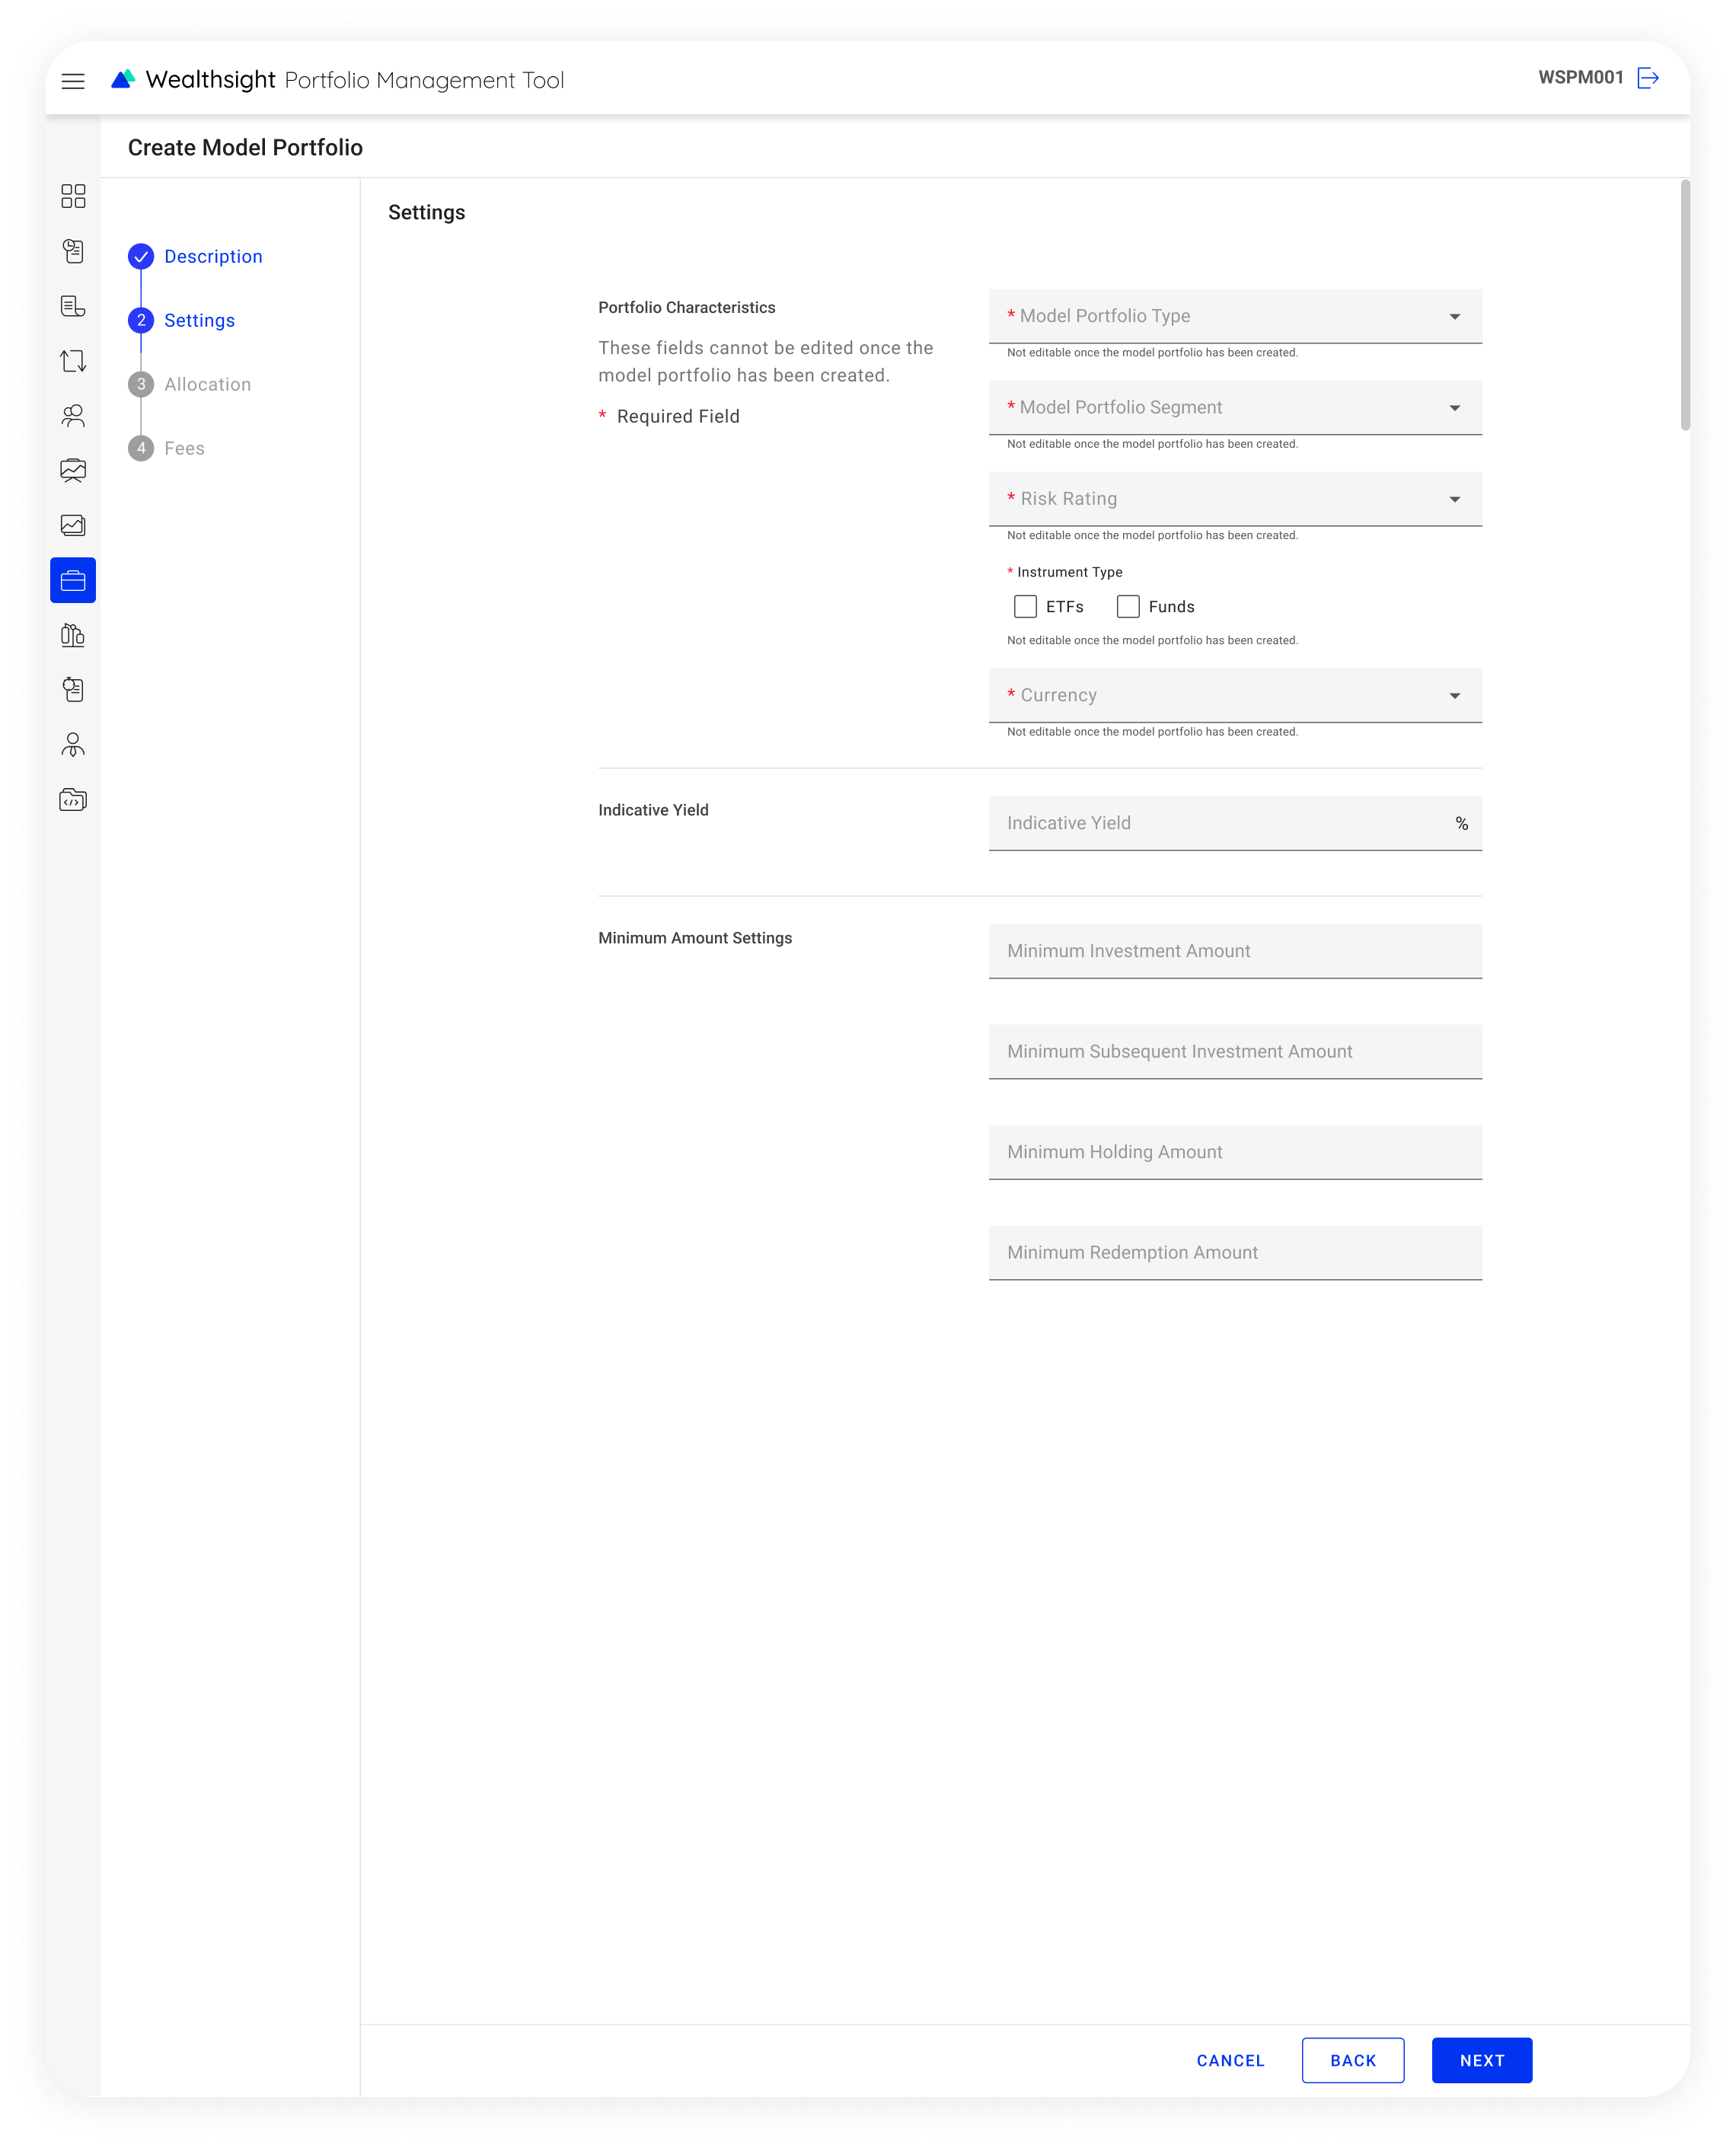 Wealthsight Portfolio Management Tool
WSPM001
Create Model Portfolio
Description
2 Settings
3 Allocation
4 Fees
Settings
Portfolio Characteristics
These fields cannot be edited once the
model portfolio has been created.
* Required Field
* Model Portfolio Type
Not editable once the model portfolio has been created.
* Model Portfolio Segment
Not editable once the model portfolio has been created.
* Risk Rating
Not editable once the model portfolio has been created.
* Instrument Type
ETFs Funds
Not editable once the model portfolio has been created.
* Currency
Not editable once the model portfolio has been created.
Indicative Yield
Indicative Yield %
Minimum Amount Settings
Minimum Investment Amount
Minimum Subsequent Investment Amount
Minimum Holding Amount
Minimum Redemption Amount
CANCEL BACK NEXT